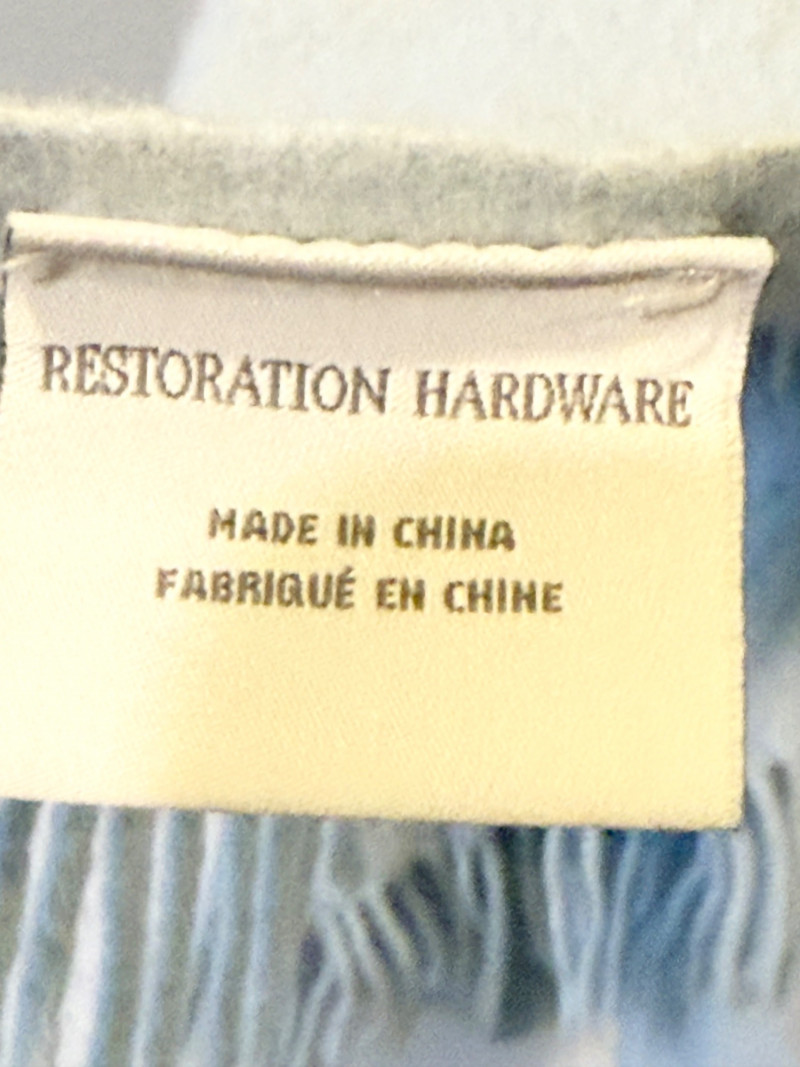 RESTORATION HARDWARE
MADE IN CHINA
FABRIQUÉ EN CHINE